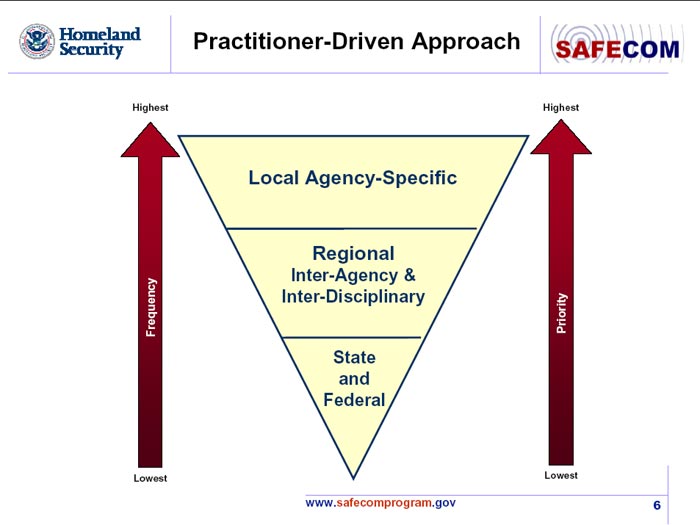 Homeland
Security
Practitioner-Driven Approach
SAFECOM
Highest
Highest
Local Agency-Specific
Regional
Inter-Agency &
Inter-Disciplinary
Frequency
Priority
State
and
Federal
Lowest
Lowest
www.safecomprogram.gov
6